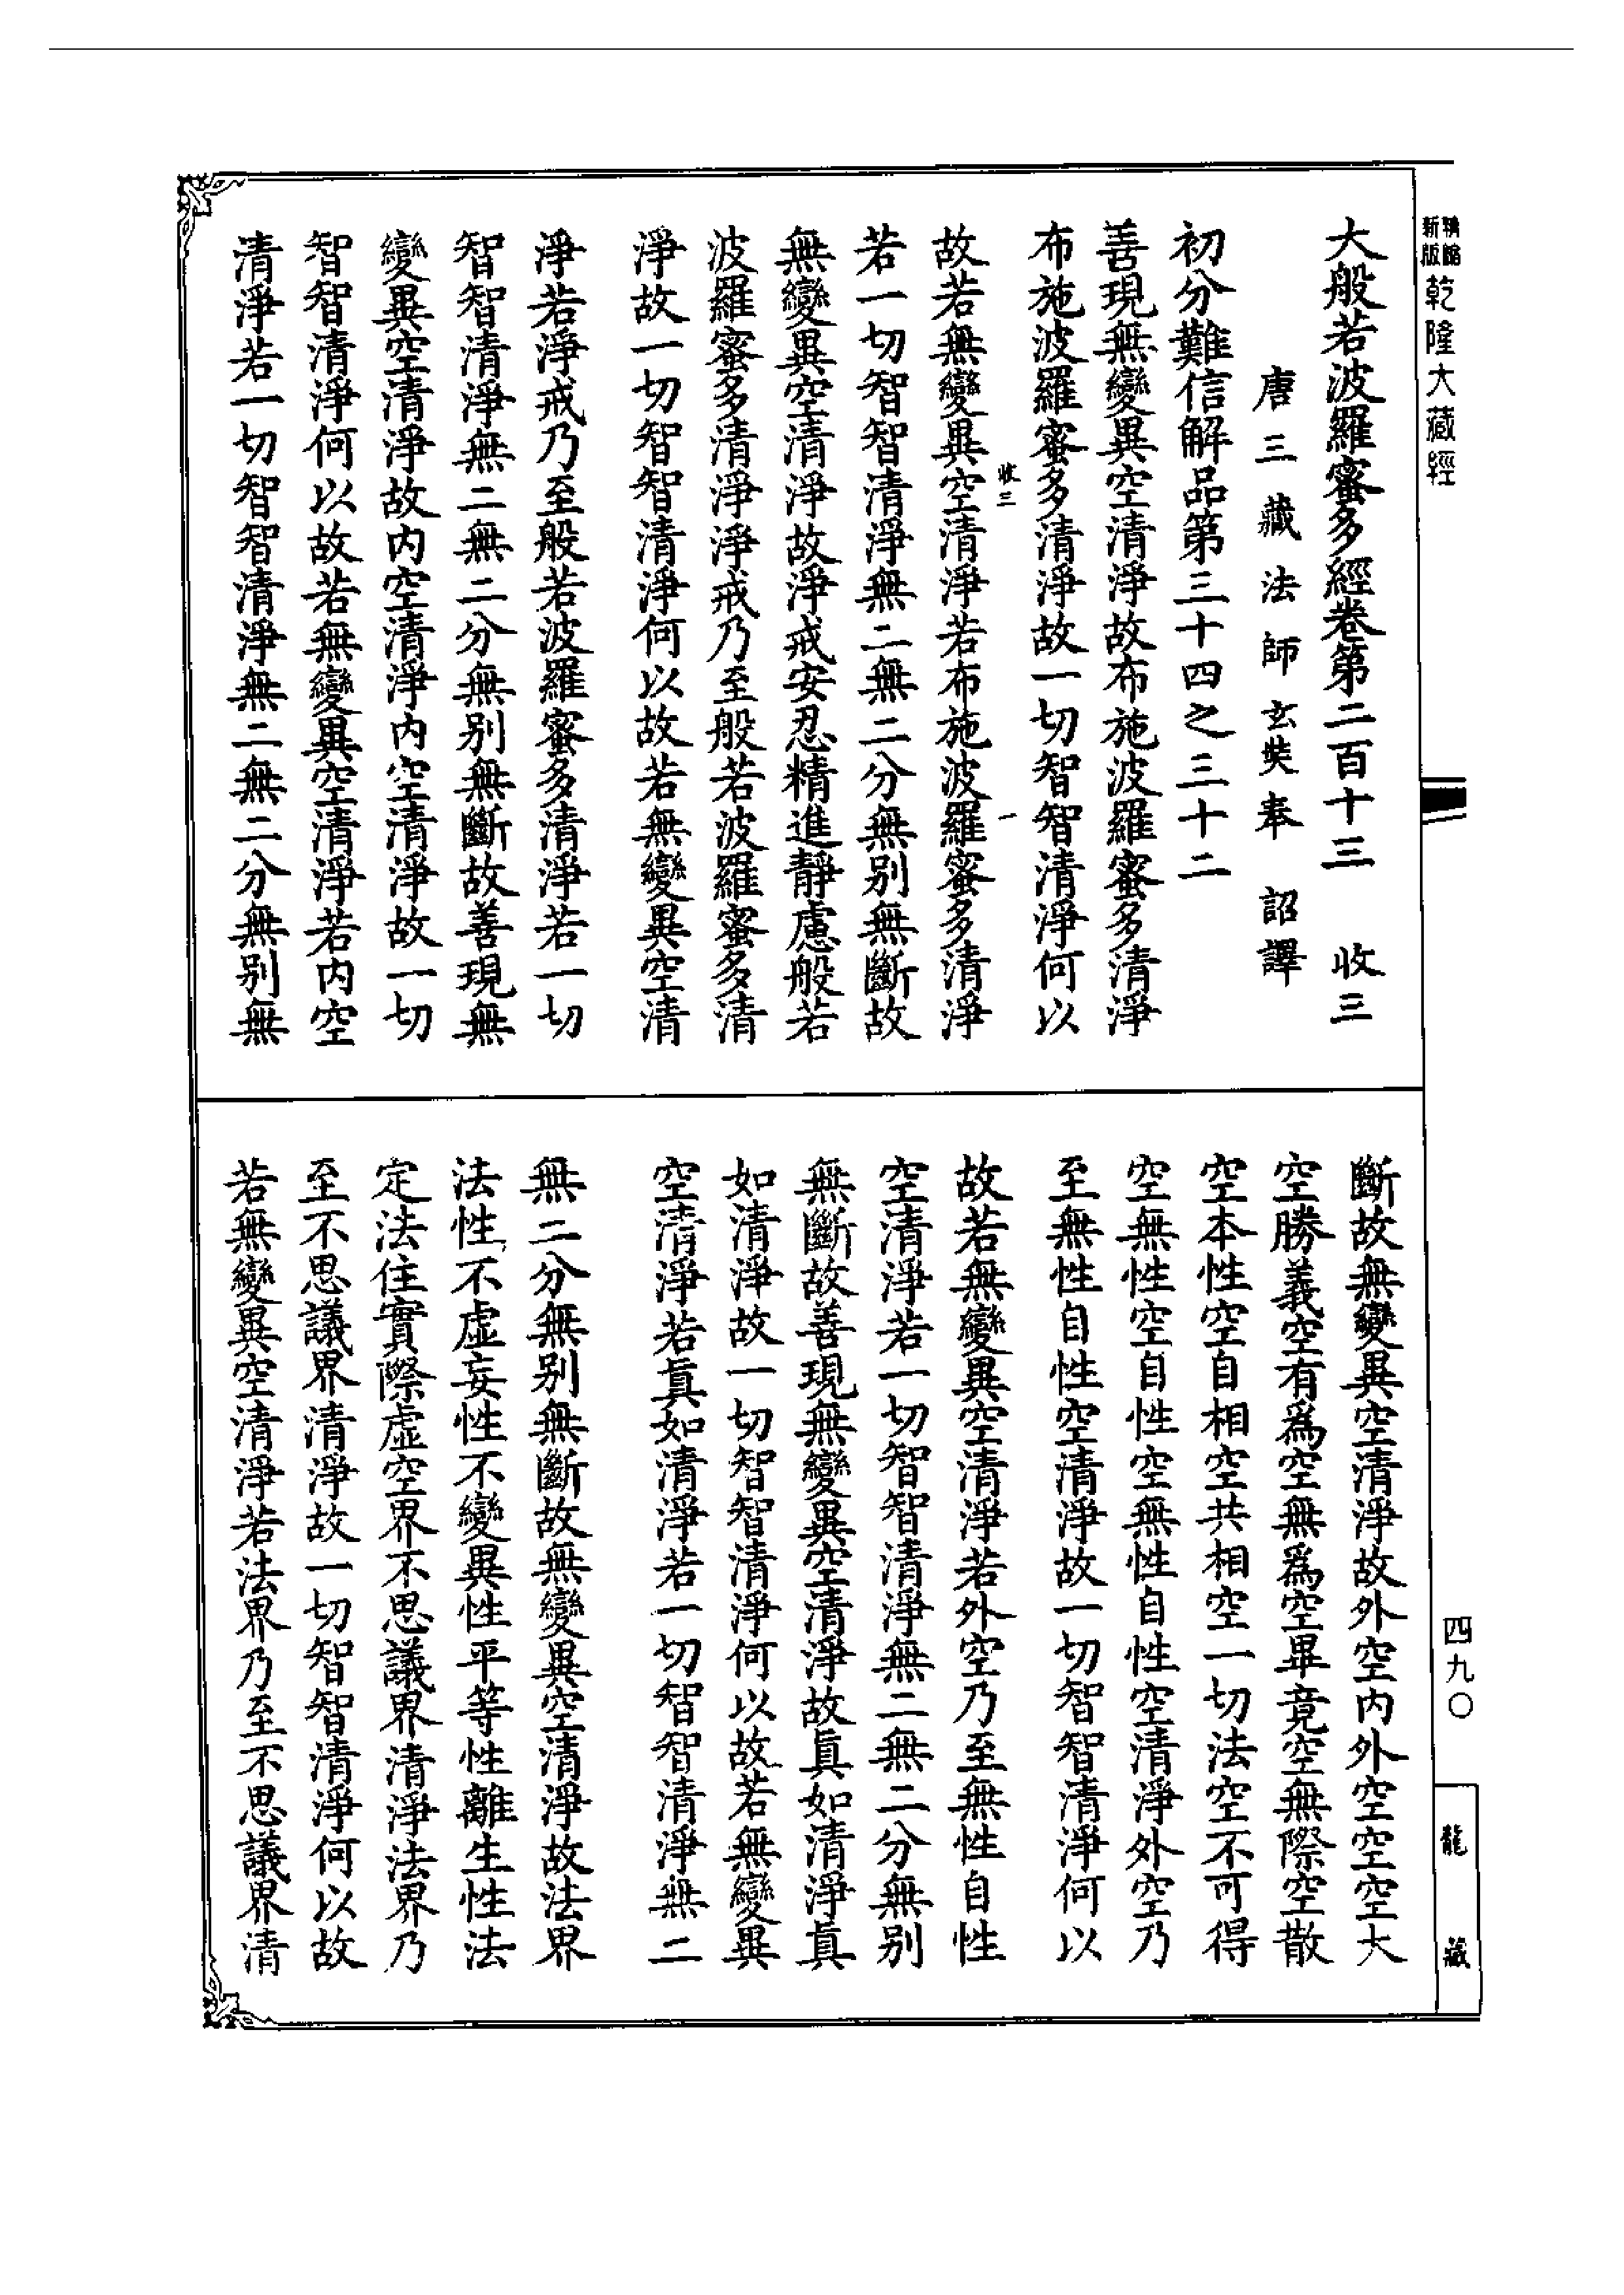 新版
乾隆大藏經
大般若波羅蜜多經卷第二百十三　收三
唐三藏法師玄奘奉　詔譯
初分難信解品第三十四之三十二
善現無變異空清淨故布施波羅蜜多清淨
布施波羅蜜多清淨故一切智智清淨何以
收三　一
故若無變異空清淨若布施波羅蜜多清淨
若一切智智清淨無二無二分無别無斷故
無變異空清淨故淨戒安忍精進靜慮般若
波羅蜜多清淨淨戒乃至般若波羅蜜多清
淨故一切智智清淨何以故若無變異空清
淨若淨戒乃至般若波羅蜜多清淨若一切
智智清淨無二無二分無别無斷故善現無
變異空清淨故内空清淨内空清淨故一切
智智清淨何以故若無變異空清淨若内空
清淨若一切智智清淨無二無二分無别無
斷故無變異空清淨故外空内外空空空大
空勝義空有爲空無爲空畢竟空無際空散
空本性空自相空共相空一切法空不可得
空無性空自性空無性自性空清淨外空乃
至無性自性空清淨故一切智智清淨何以
故若無變異空清淨若外空乃至無性自性
空清淨若一切智智清淨無二無二分無别
無斷故善現無變異空清淨故眞如清淨眞
如清淨故一切智智清淨何以故若無變異
空清淨若眞如清淨若一切智智清淨無二
無二分無别無斷故無變異空清淨故法界
法性不虛妄性不變異性平等性離生性法
定法住實際虛空界不思議界清淨法界乃
至不思議界清淨故一切智智清淨何以故
若無變異空清淨若法界乃至不思議界清
四九〇
龍藏